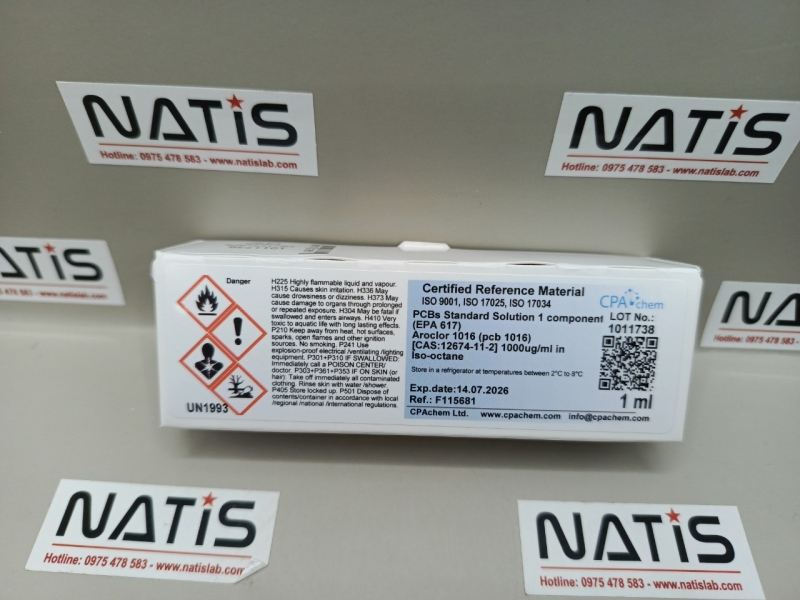 NATIS
Hotline: 0975 478 583 - www.natislab.com
NATIS
Hotline: 0975 478 583 - www.natislab.com
ATIS
578 583 - www.natislab.com
NAT
Hotline: 0975 478
Danger
H225 Highly flammable liquid and vapour.
H315 Causes skin irritation. H336 May
cause drowsiness or dizziness. H373 May
cause damage to organs through prolonged
or repeated exposure. H304 May be fatal if
swallowed and enters airways. H410 Very
toxic to aquatic life with long lasting effects.
P210 Keep away from heat, hot surfaces,
sparks, open flames and other ignition
sources. No smoking. P241 Use
explosion-proof electrical /ventilating /lighting
equipment. P301+P310 IF SWALLOWED:
Immediately call a POISON CENTER/
doctor. P303+P361+P353 IF ON SKIN (or
hair): Take off immediately all contaminated
clothing. Rinse skin with water /shower.
P405 Store locked up. P501 Dispose of
contents/container in accordance with local
/regional /national /international regulations.
UN1993
Certified Reference Material
ISO 9001, ISO 17025, ISO 17034
CPAchem
PCBs Standard Solution 1 component
(EPA 617)
Aroclor 1016 (pcb 1016)
[CAS:12674-11-2] 1000ug/ml in
Iso-octane
LOT No.:
1011738
Store in a refrigerator at temperatures between 2°C to 8°C
Exp.date:14.07.2026
Ref.: F115681
1 ml
CPAchem Ltd. www.cpachem.com info@cpachem.com
NATIS
Hotline: 0975 478 583 - www.natislab.com
NATIS
Hotline: 0975 478 583 - www.natislab.com